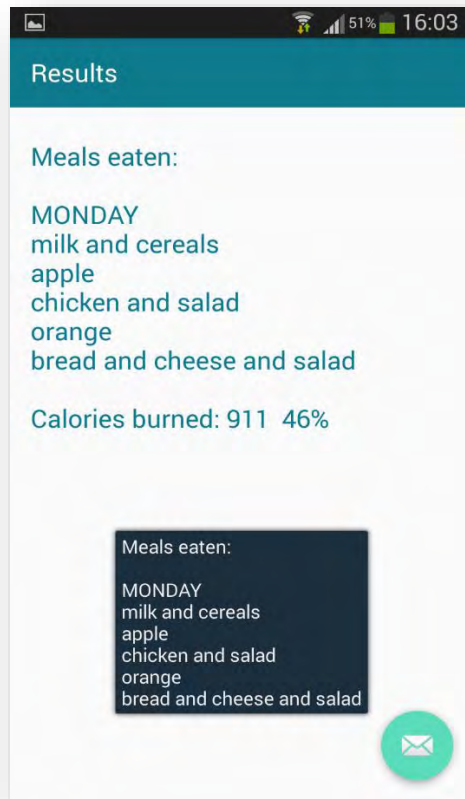 51% 16:03
Results
Meals eaten:
MONDAY
milk and cereals
apple
chicken and salad
orange
bread and cheese and salad
Calories burned: 911  46%
Meals eaten:
MONDAY
milk and cereals
apple
chicken and salad
orange
bread and cheese and salad